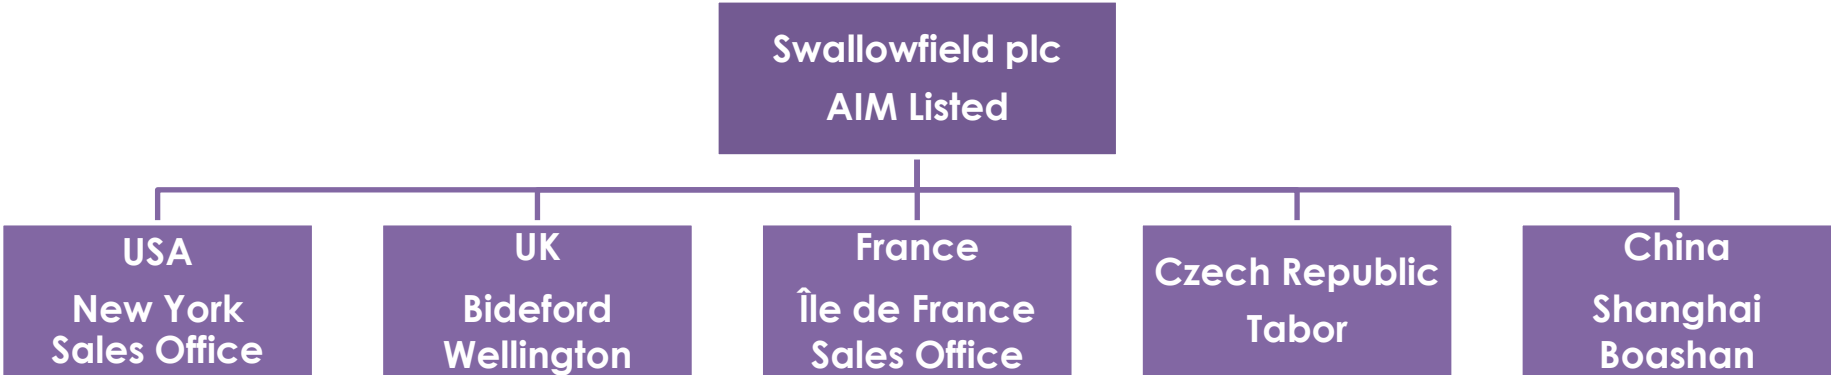 Swallowfield plc
AIM Listed
USA
New York
Sales Office
UK
Bideford
Wellington
France
Île de France
Sales Office
Czech Republic
Tabor
China
Shanghai
Boashan